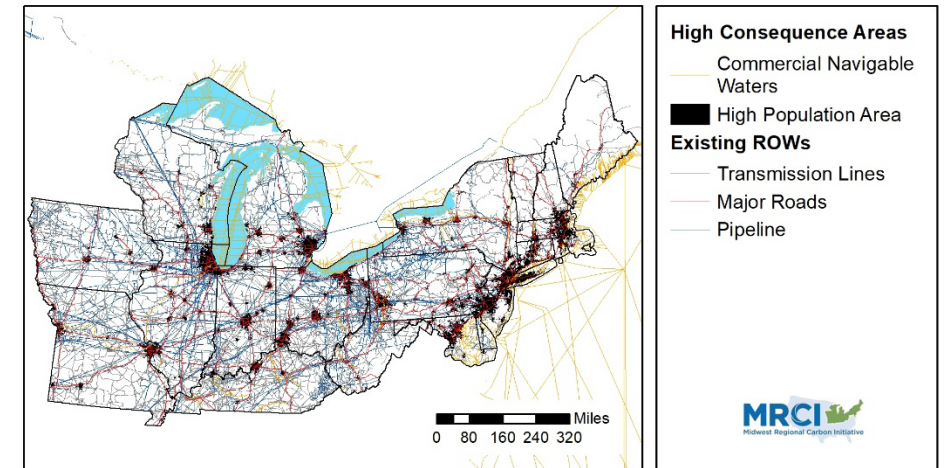 High Consequence Areas
Commercial Navigable
Waters
High Population Area
Existing ROWs
Transmission Lines
Major Roads
Pipeline
Miles
0 80 160 240 320
MRCI
Midwest Regional Carbon Initiative